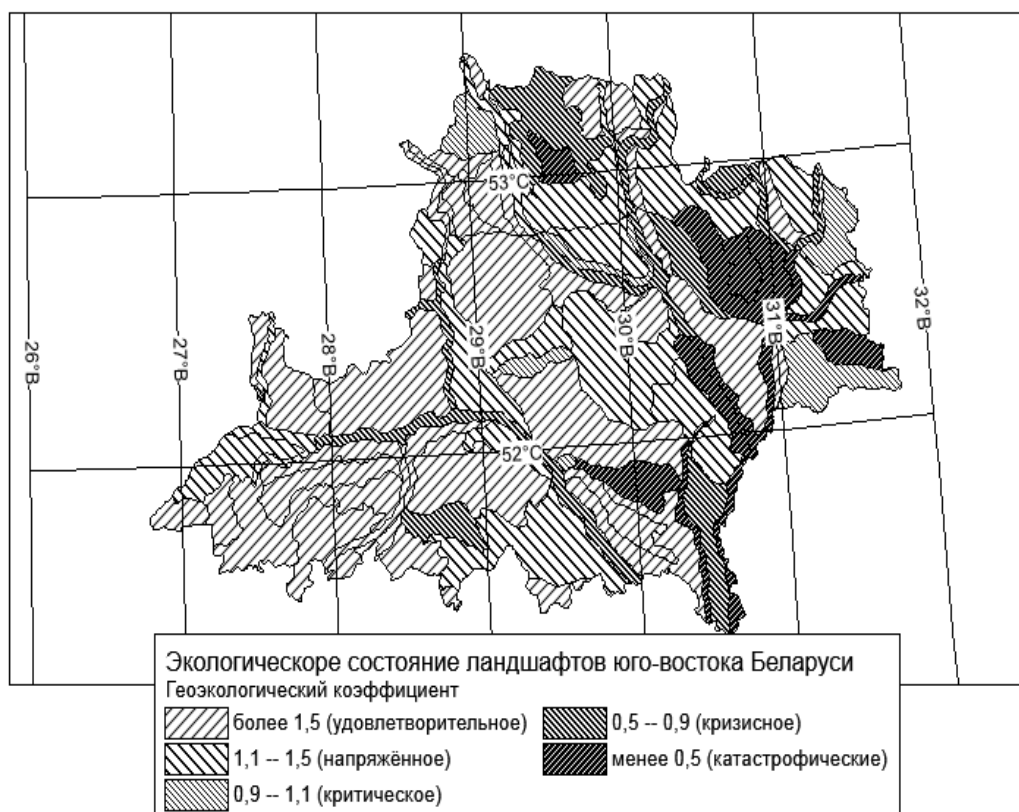 53°С
32°В
31°В
30°В
29°В
28°В
27°В
26°В
52°С
Экологическоре состояние ландшафтов юго-востока Беларуси
Геоэкологический коэффициент
более 1,5 (удовлетворительное)
0,5 -- 0,9 (кризисное)
1,1 -- 1,5 (напряжённое)
менее 0,5 (катастрофические)
0,9 -- 1,1 (критическое)